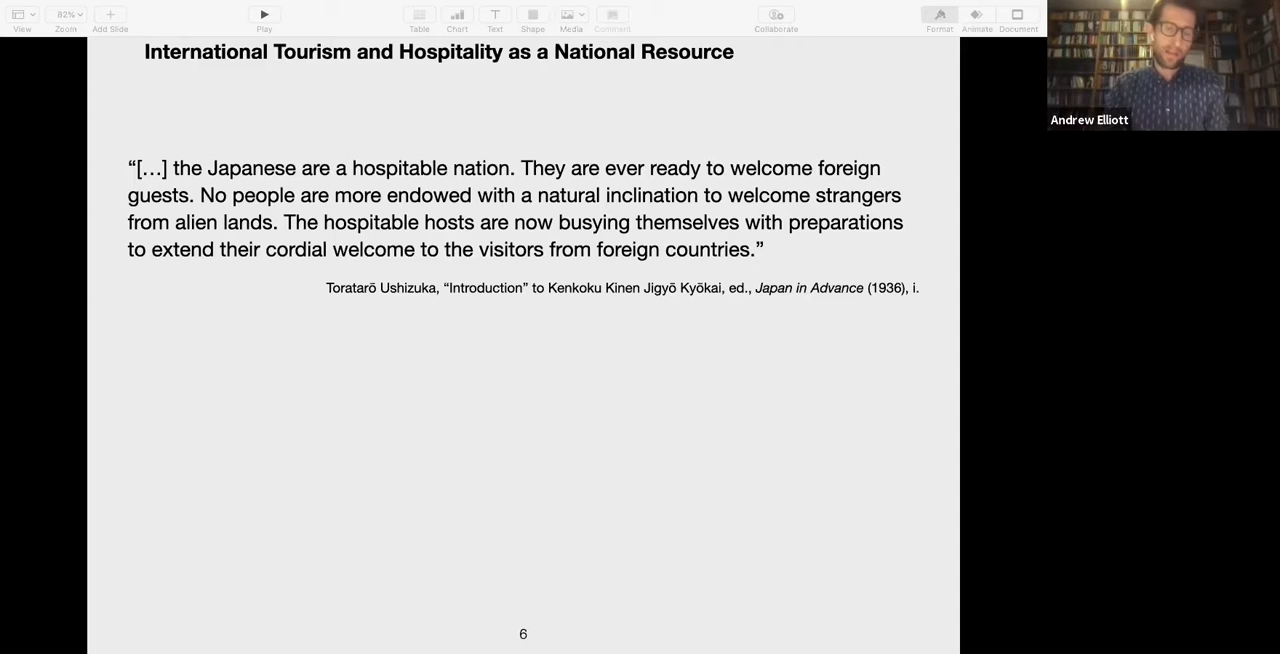 82%
View
Zoom
Add Slide
Play
Table
Chart
Text
Shape
Media
Comment
Collaborate
Format
Animate
Document
International Tourism and Hospitality as a National Resource
Andrew Elliott
“[…] the Japanese are a hospitable nation. They are ever ready to welcome foreign
guests. No people are more endowed with a natural inclination to welcome strangers
from alien lands. The hospitable hosts are now busying themselves with preparations
to extend their cordial welcome to the visitors from foreign countries.”
Toratarō Ushizuka, “Introduction” to Kenkoku Kinen Jigyō Kyōkai, ed., Japan in Advance (1936), i.
6